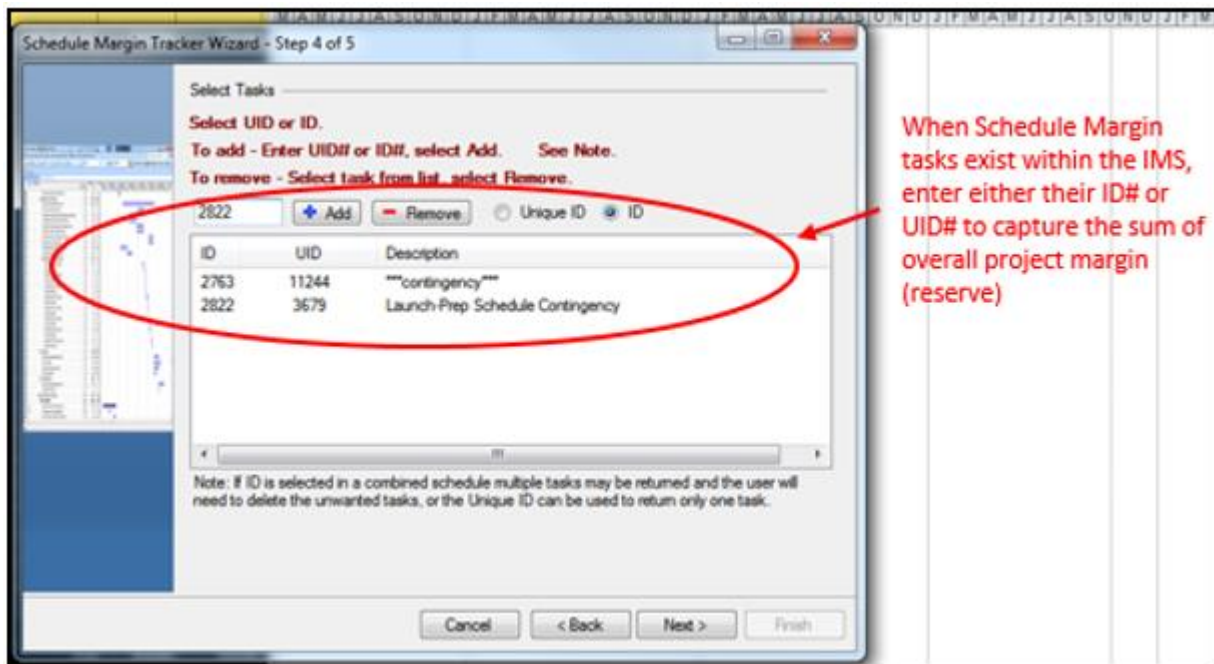 M A M J J A S O N D J F M A M J J A S O N D J F M A M J J A S O N D J F M A M J J A S O N D J F M
Schedule Margin Tracker Wizard - Step 4 of 5
Select Tasks
Select UID or ID.
To add - Enter UID# or ID#, select Add. See Note.
To remove - Select task from list, select Remove.
2822 Add Remove Unique ID ID
ID UID Description
2763 11244 ***contingency***
2822 3679 Launch-Prep Schedule Contingency
Note: If ID is selected in a combined schedule multiple tasks may be returned and the user will
need to delete the unwanted tasks, or the Unique ID can be used to return only one task.
Cancel < Back Next > Finish
When Schedule Margin
tasks exist within the IMS,
enter either their ID# or
UID# to capture the sum of
overall project margin
(reserve)